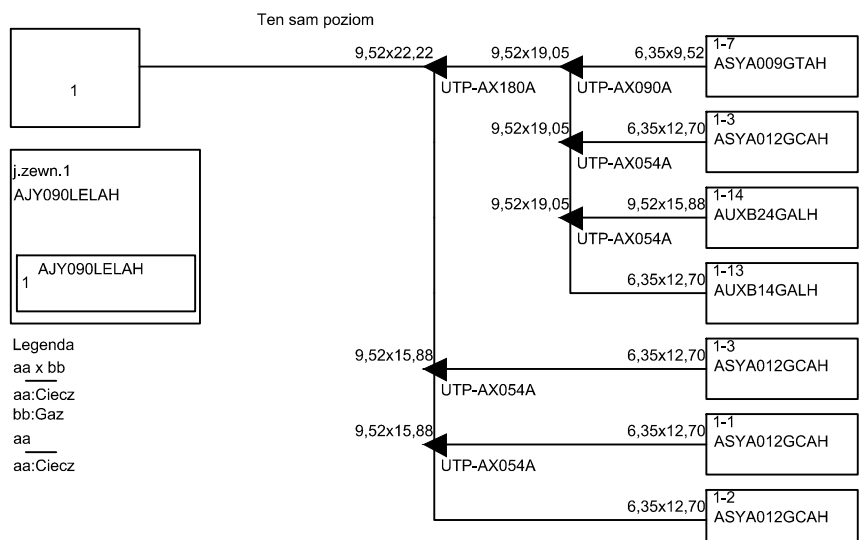 Ten sam poziom
1
9,52x22,22
9,52x19,05
6,35x9,52
1-7
ASYA009GTAH
UTP-AX180A
UTP-AX090A
9,52x19,05
6,35x12,70
1-3
ASYA012GCAH
UTP-AX054A
j.zewn.1
AJY090LELAH
AJY090LELAH
1
9,52x19,05
9,52x15,88
1-14
AUXB24GALH
UTP-AX054A
6,35x12,70
1-13
AUXB14GALH
Legenda
aa x bb
aa:Ciecz
bb:Gaz
aa
aa:Ciecz
9,52x15,88
6,35x12,70
1-3
ASYA012GCAH
UTP-AX054A
9,52x15,88
6,35x12,70
1-1
ASYA012GCAH
UTP-AX054A
6,35x12,70
1-2
ASYA012GCAH